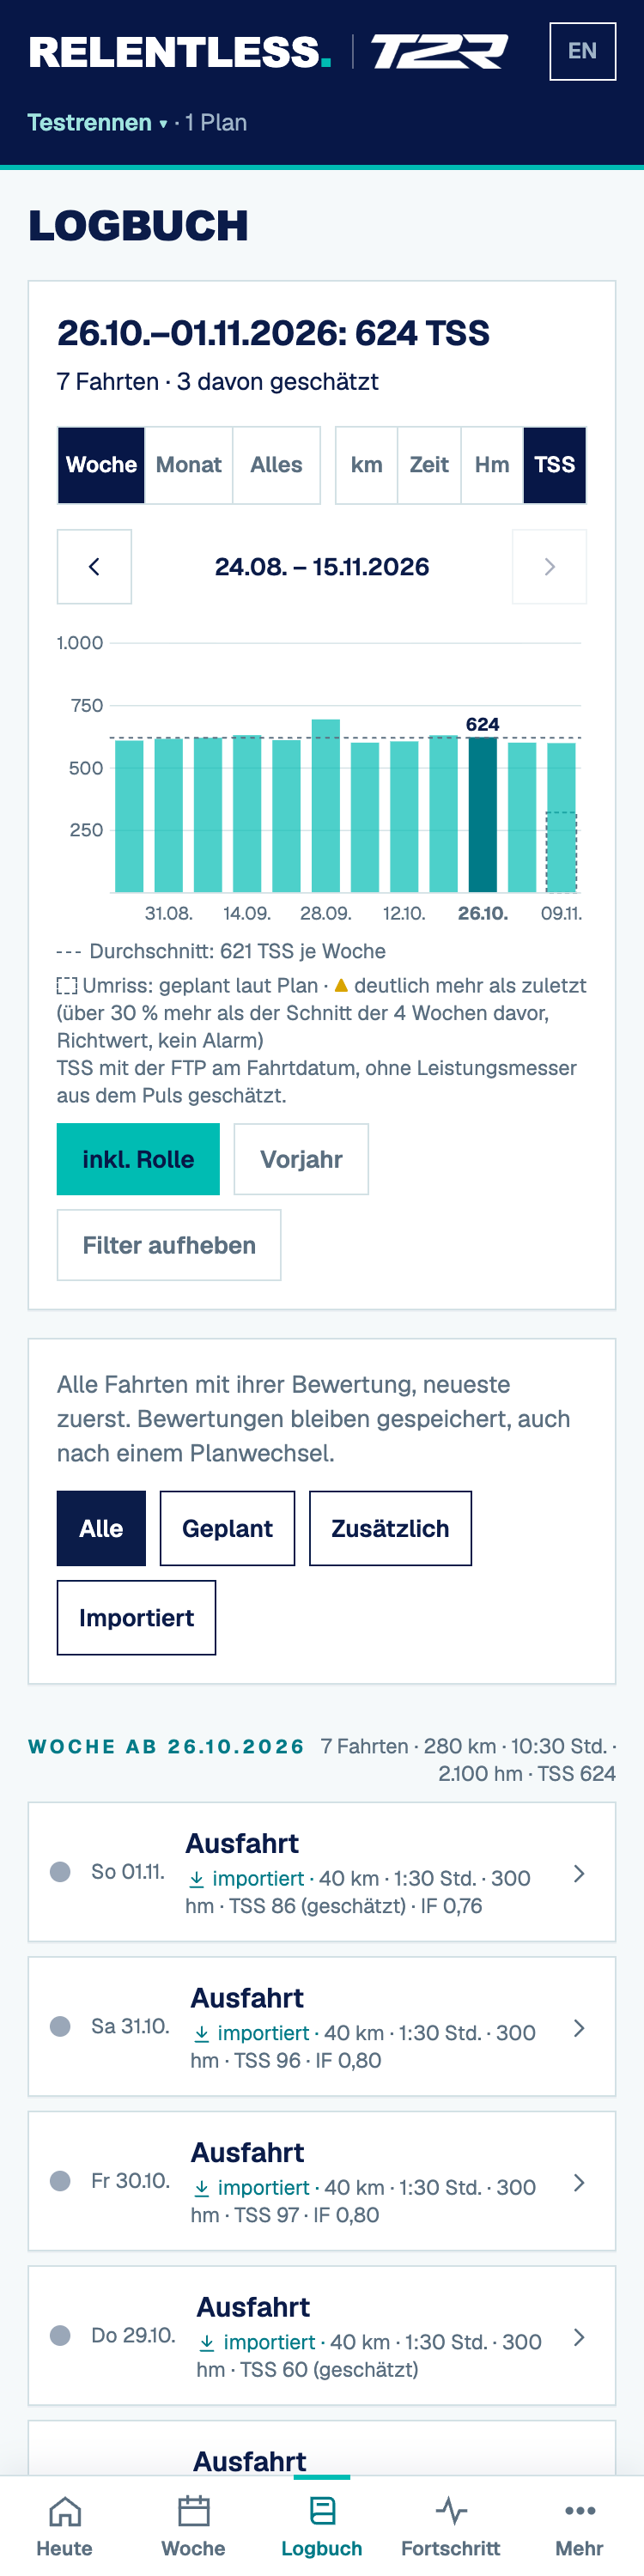 RELENTLESS. | T2R EN
Testrennen ▾ · 1 Plan
LOGBUCH
26.10.–01.11.2026: 624 TSS
7 Fahrten · 3 davon geschätzt
Woche Monat Alles km Zeit Hm TSS
24.08. – 15.11.2026
1.000
750
624
500
250
31.08. 14.09. 28.09. 12.10. 26.10. 09.11.
Durchschnitt: 621 TSS je Woche
Umriss: geplant laut Plan · ▲ deutlich mehr als zuletzt
(über 30 % mehr als der Schnitt der 4 Wochen davor,
Richtwert, kein Alarm)
TSS mit der FTP am Fahrtdatum, ohne Leistungsmesser
aus dem Puls geschätzt.
inkl. Rolle Vorjahr
Filter aufheben
Alle Fahrten mit ihrer Bewertung, neueste
zuerst. Bewertungen bleiben gespeichert, auch
nach einem Planwechsel.
Alle Geplant Zusätzlich
Importiert
WOCHE AB 26.10.2026 7 Fahrten · 280 km · 10:30 Std. ·
2.100 hm · TSS 624
Ausfahrt
So 01.11. importiert · 40 km · 1:30 Std. · 300
hm · TSS 86 (geschätzt) · IF 0,76
Ausfahrt
Sa 31.10. importiert · 40 km · 1:30 Std. · 300
hm · TSS 96 · IF 0,80
Ausfahrt
Fr 30.10. importiert · 40 km · 1:30 Std. · 300
hm · TSS 97 · IF 0,80
Ausfahrt
Do 29.10. importiert · 40 km · 1:30 Std. · 300
hm · TSS 60 (geschätzt)
Ausfahrt
Heute Woche Logbuch Fortschritt Mehr